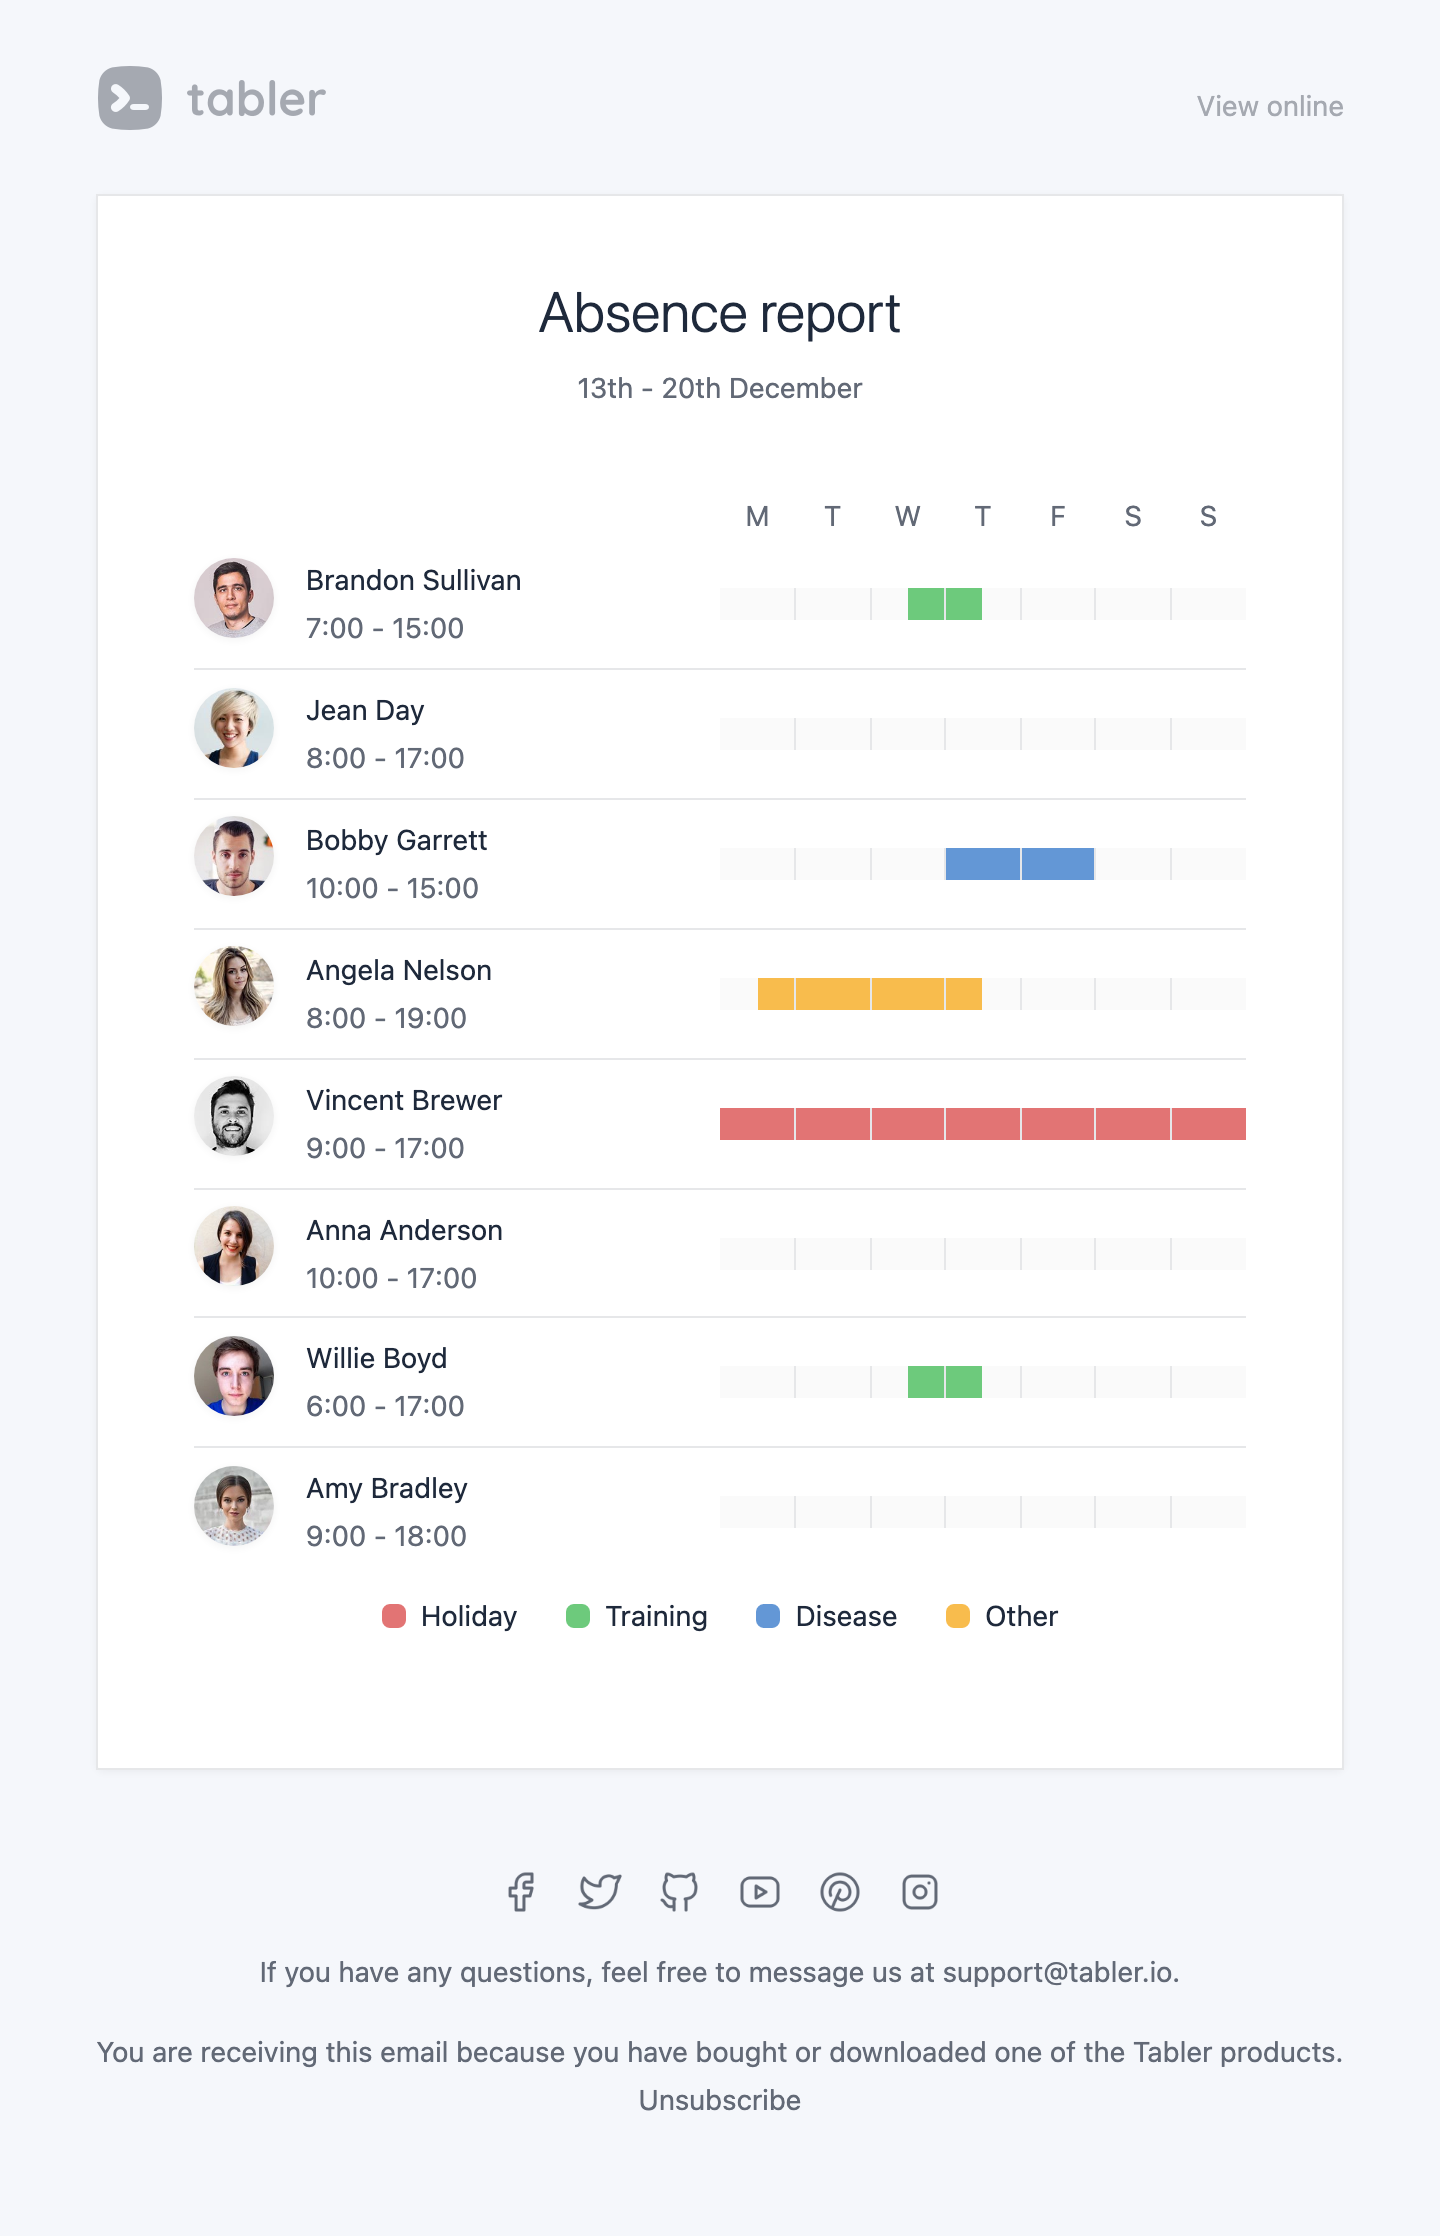 tabler
View online
Absence report
13th - 20th December
M T W T F S S
Brandon Sullivan
7:00 - 15:00
Jean Day
8:00 - 17:00
Bobby Garrett
10:00 - 15:00
Angela Nelson
8:00 - 19:00
Vincent Brewer
9:00 - 17:00
Anna Anderson
10:00 - 17:00
Willie Boyd
6:00 - 17:00
Amy Bradley
9:00 - 18:00
Holiday Training Disease Other
If you have any questions, feel free to message us at support@tabler.io.
You are receiving this email because you have bought or downloaded one of the Tabler products.
Unsubscribe